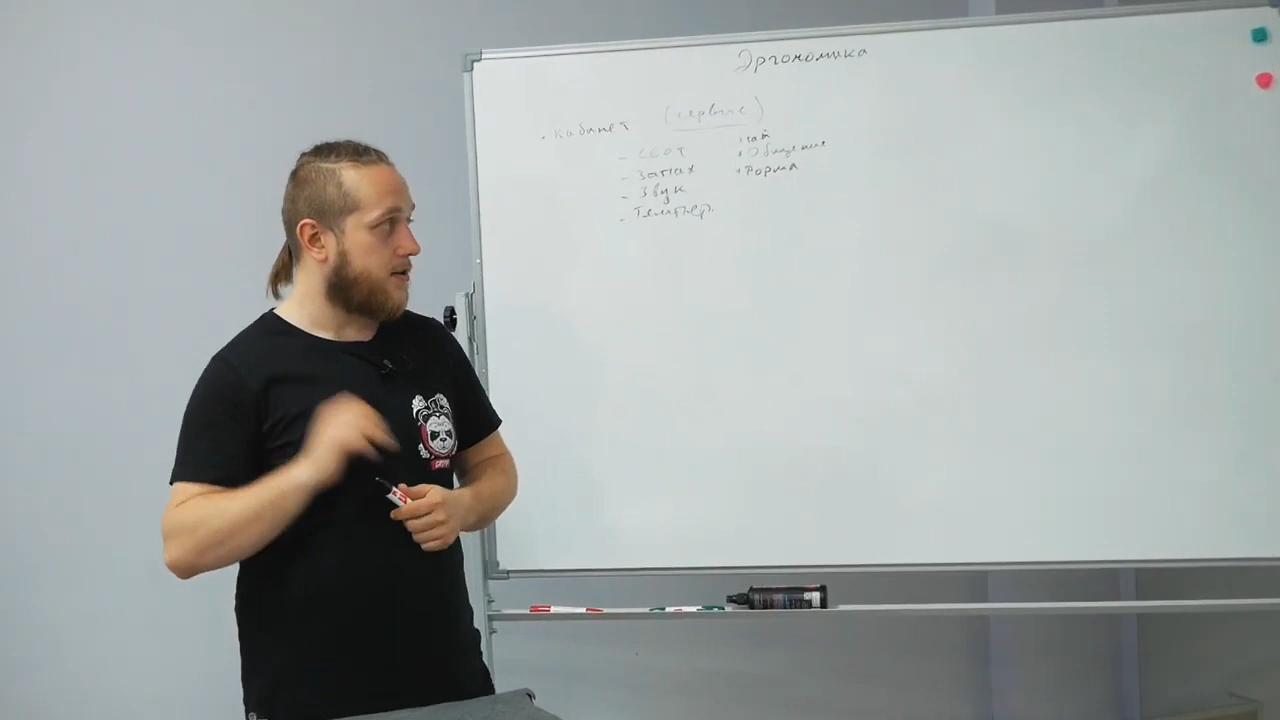 Эргономика
• Кабинет (сервис)
- свет
- Запах
- Звук
- Темпер.
• чай
• Общение
• Форма